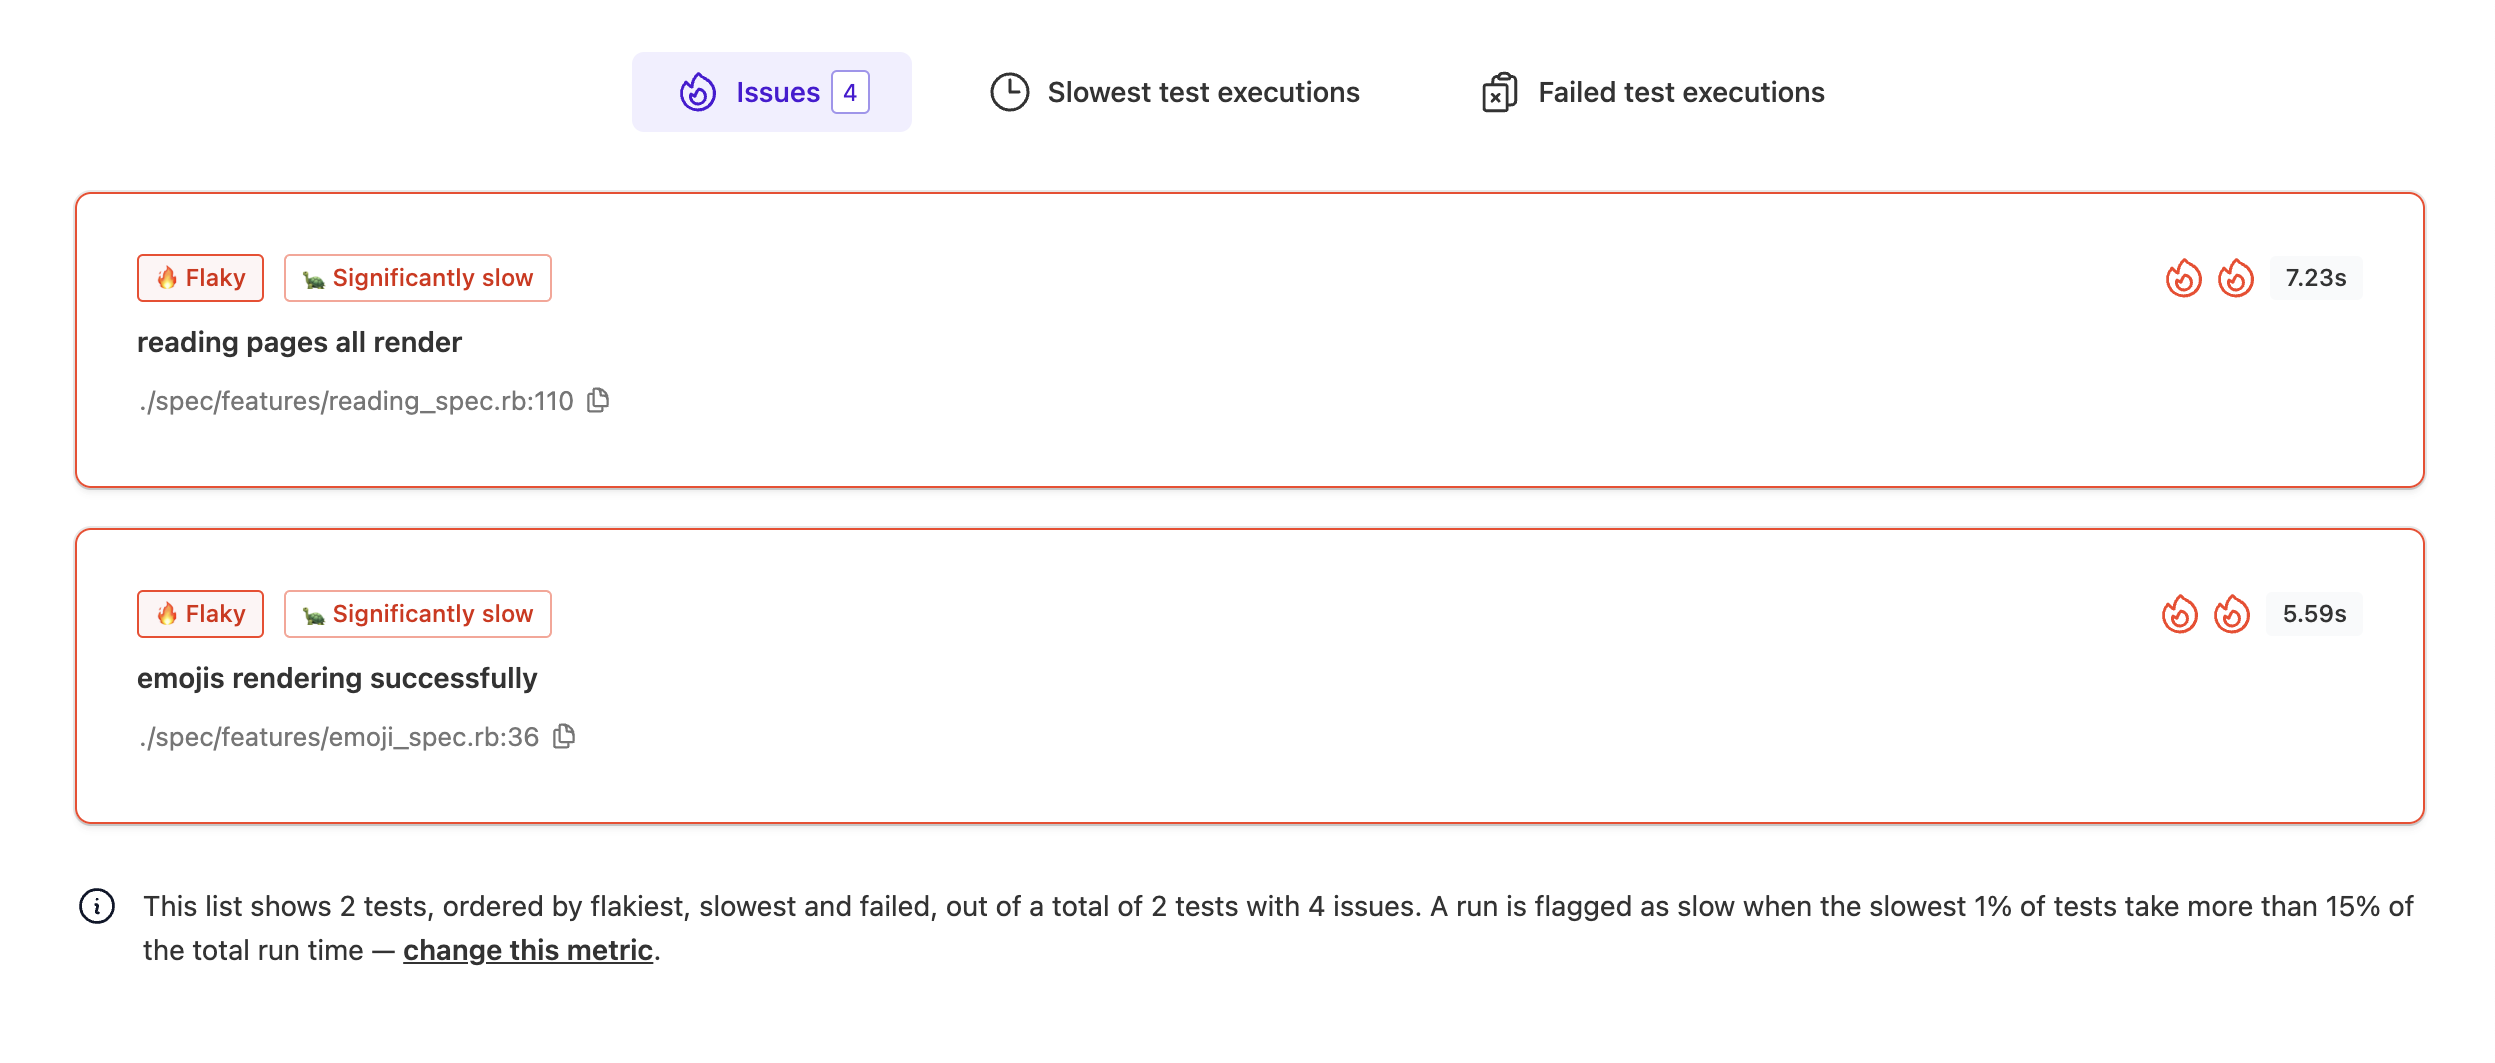 Issues 4 Slowest test executions Failed test executions
🔥 Flaky 🐢 Significantly slow 7.23s
reading pages all render
./spec/features/reading_spec.rb:110
🔥 Flaky 🐢 Significantly slow 5.59s
emojis rendering successfully
./spec/features/emoji_spec.rb:36
This list shows 2 tests, ordered by flakiest, slowest and failed, out of a total of 2 tests with 4 issues. A run is flagged as slow when the slowest 1% of tests take more than 15% of
the total run time — change this metric.